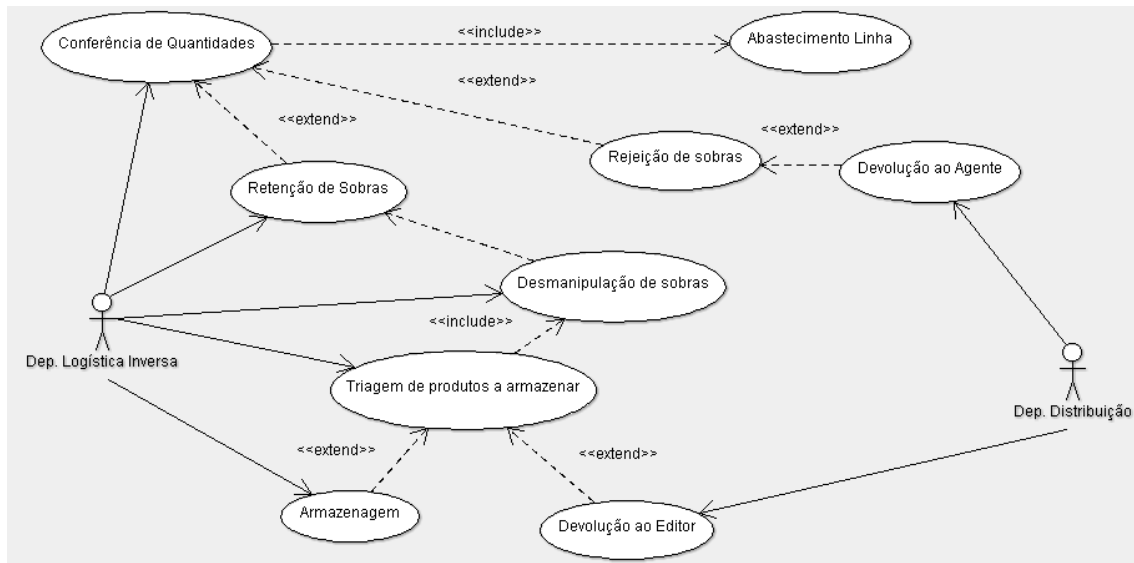 Conferência de Quantidades
<<include>>
Abastecimento Linha
<<extend>>
<<extend>>
<<extend>>
Rejeição de sobras
Devolução ao Agente
Retenção de Sobras
Desmanipulação de sobras
<<include>>
Dep. Logística Inversa
Triagem de produtos a armazenar
Dep. Distribuição
<<extend>>
<<extend>>
Armazenagem
Devolução ao Editor